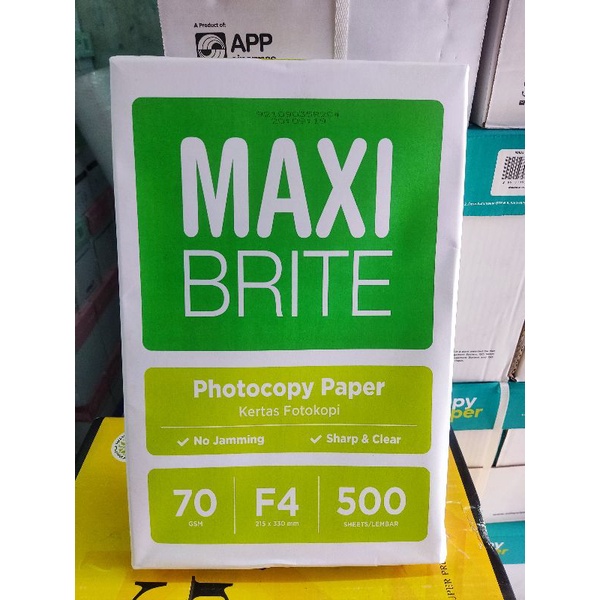 A Product of:
APP
MAXI
BRITE
Photocopy Paper
Kertas Fotokopi
No Jamming
Sharp & Clear
70 F4 500
GSM 215 x 330 mm SHEETS/LEMBAR